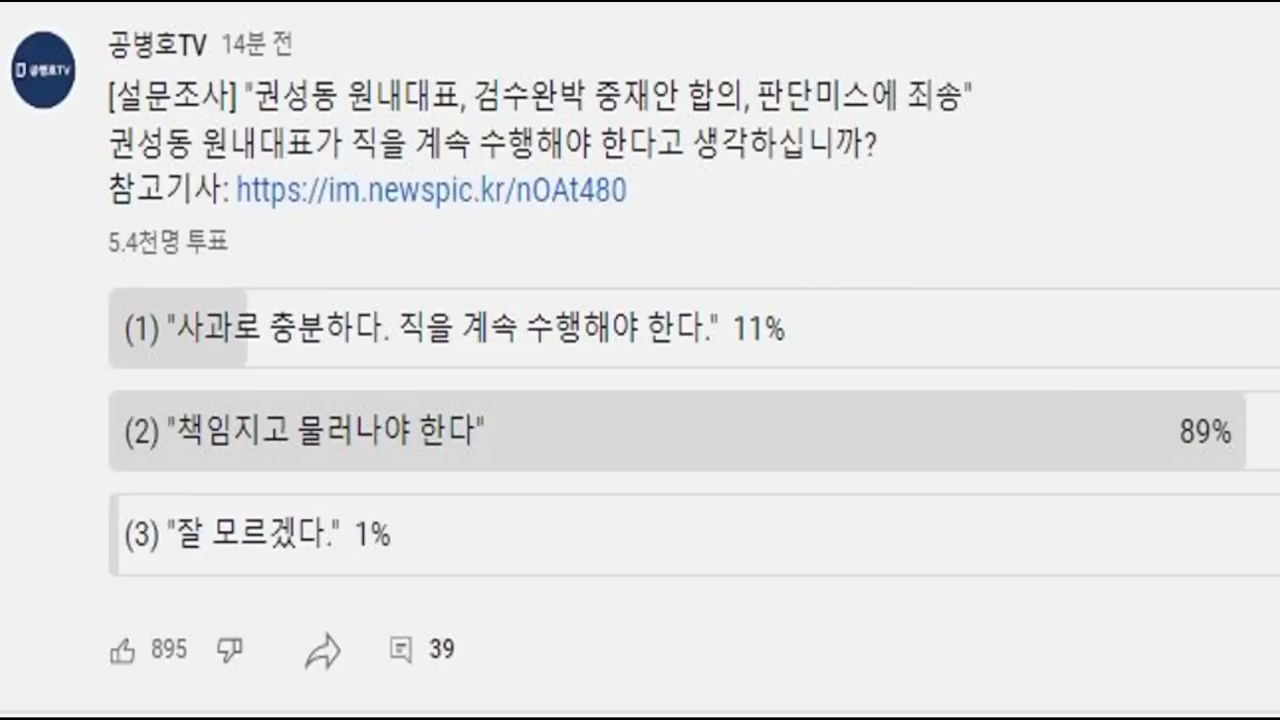 공병호TV
공병호TV 14분 전
[설문조사] "권성동 원내대표, 검수완박 중재안 합의, 판단미스에 죄송"
권성동 원내대표가 직을 계속 수행해야 한다고 생각하십니까?
참고기사: https://im.newspic.kr/nOAt480
5.4천명 투표
(1) "사과로 충분하다. 직을 계속 수행해야 한다." 11%
(2) "책임지고 물러나야 한다" 89%
(3) "잘 모르겠다." 1%
895 39